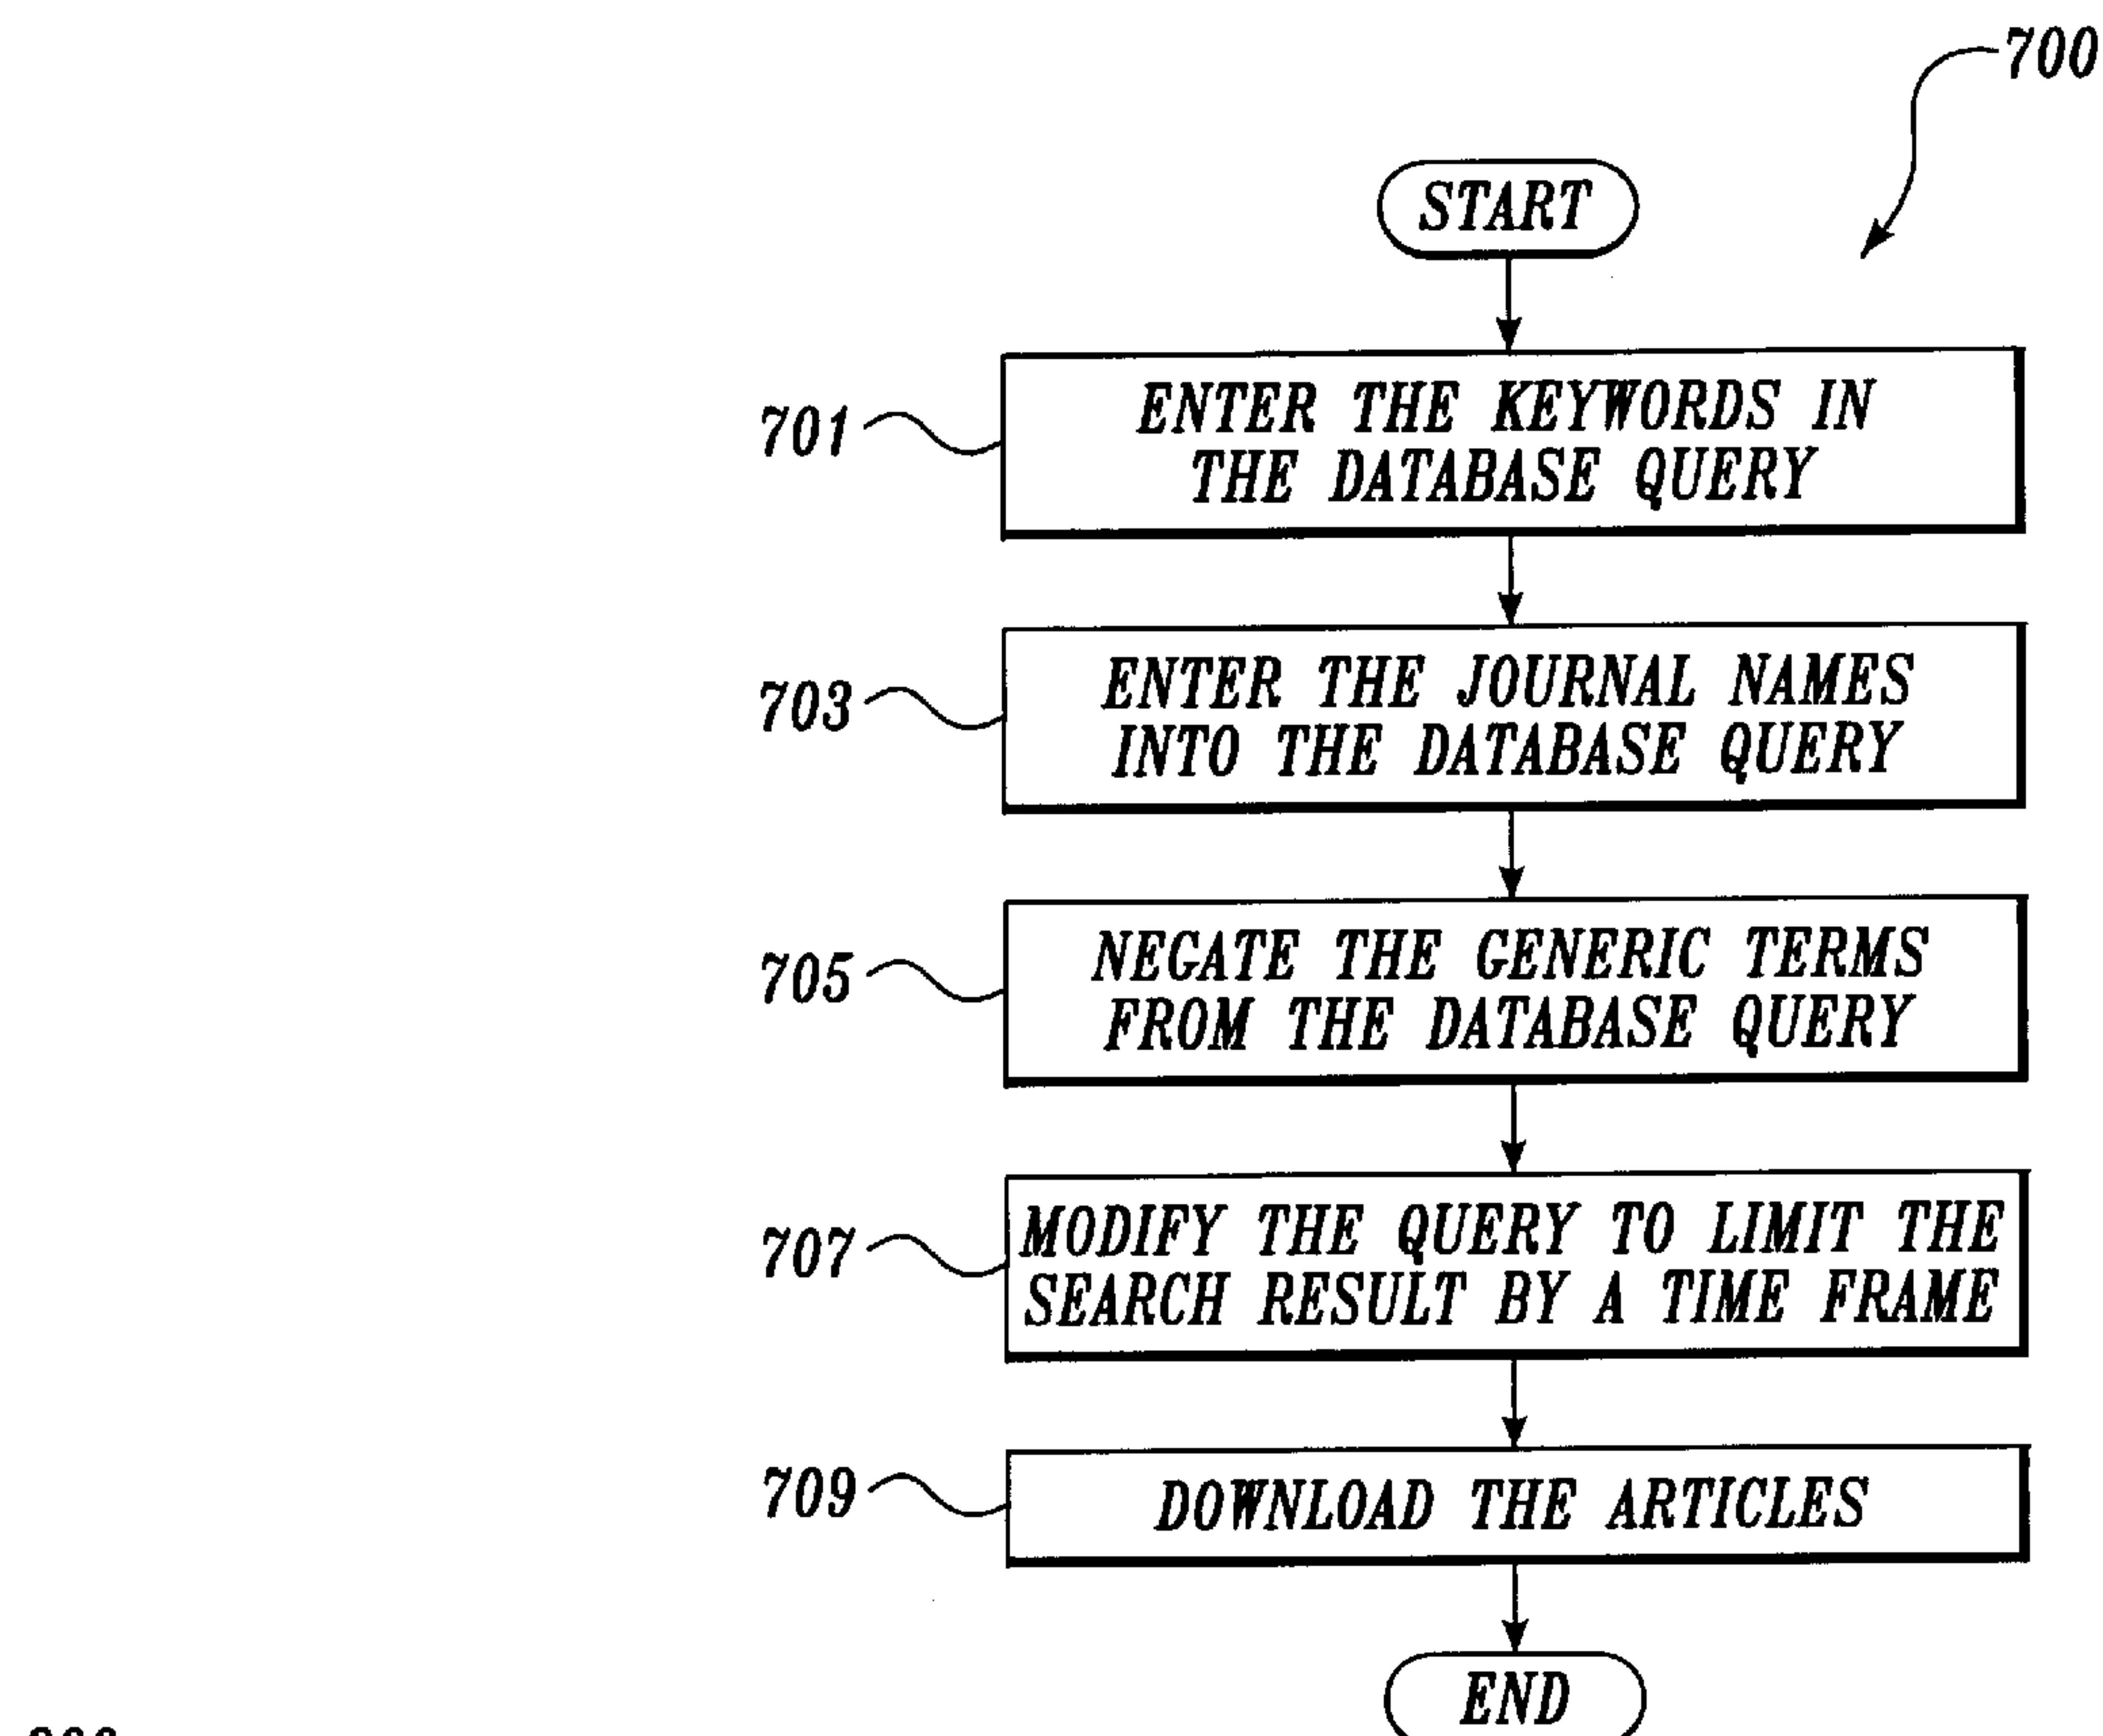 700
START
701
ENTER THE KEYWORDS IN
THE DATABASE QUERY
703
ENTER THE JOURNAL NAMES
INTO THE DATABASE QUERY
705
NEGATE THE GENERIC TERMS
FROM THE DATABASE QUERY
707
MODIFY THE QUERY TO LIMIT THE
SEARCH RESULT BY A TIME FRAME
709
DOWNLOAD THE ARTICLES
END